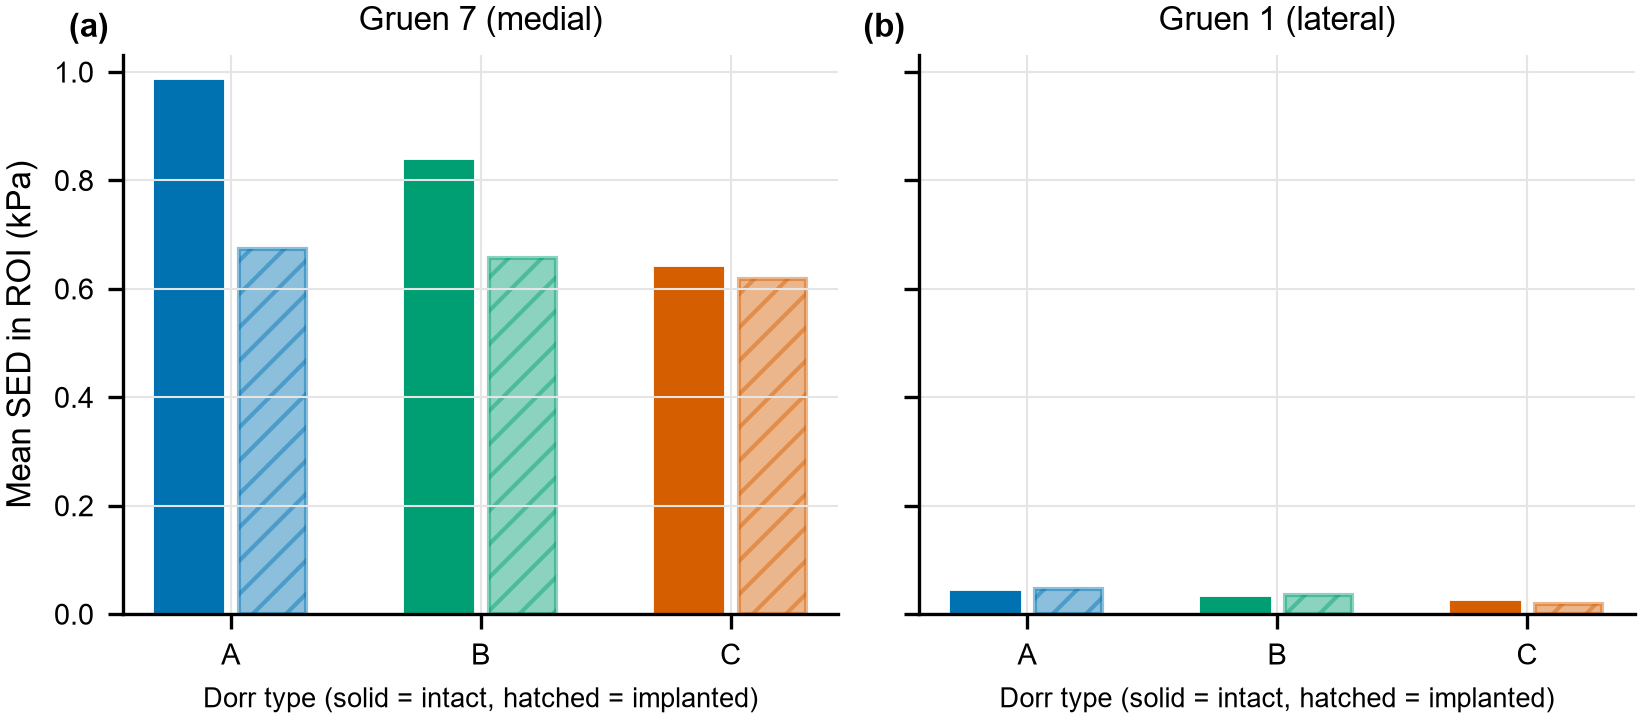 (a)
Gruen 7 (medial)
Mean SED in ROI (kPa)
1.0
0.8
0.6
0.4
0.2
0.0
A
B
C
Dorr type (solid = intact, hatched = implanted)
(b)
Gruen 1 (lateral)
A
B
C
Dorr type (solid = intact, hatched = implanted)